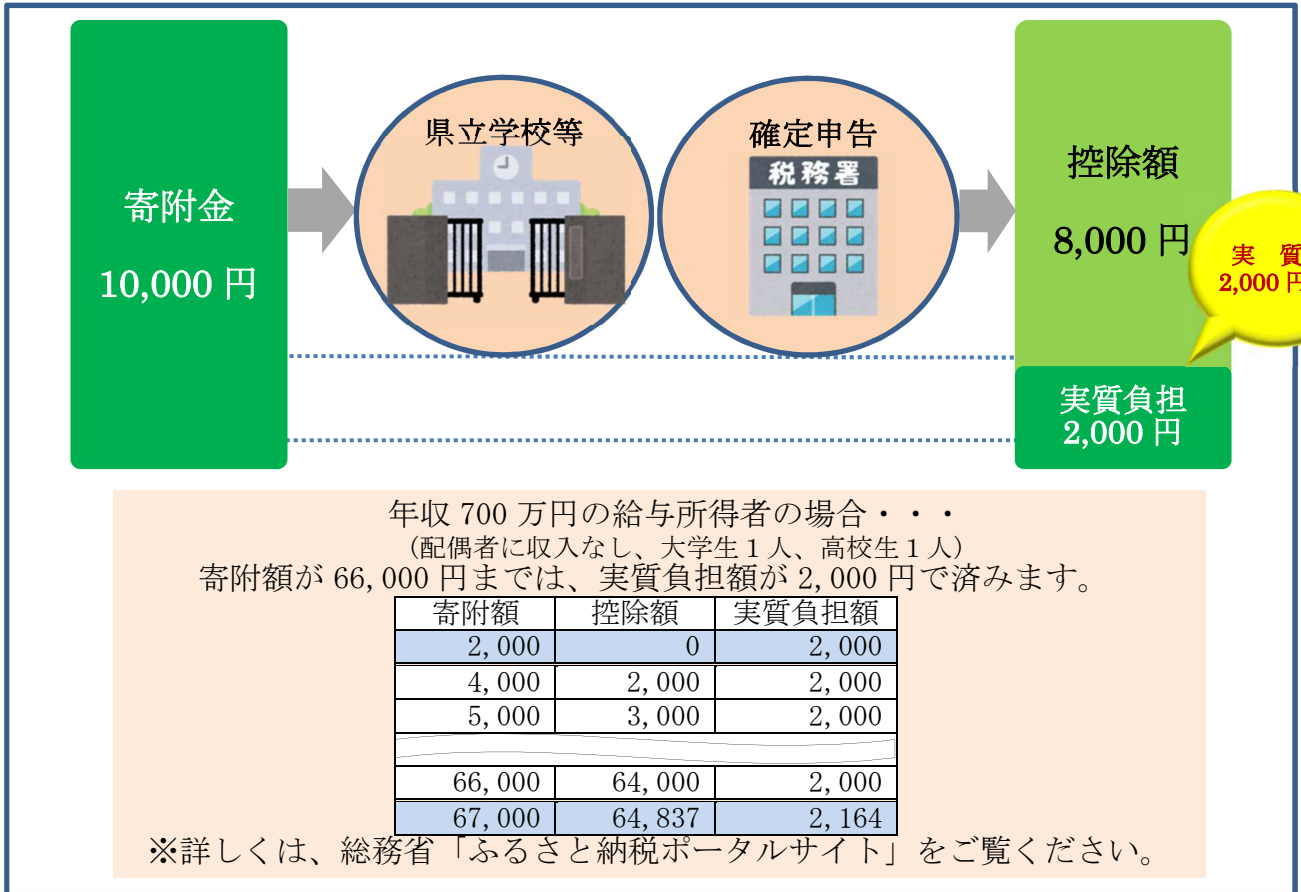 寄附金
10,000 円
県立学校等
確定申告
税務署
控除額
8,000 円
実 質
2,000 円
実質負担
2,000 円
年収 700 万円の給与所得者の場合・・・
（配偶者に収入なし、大学生１人、高校生１人）
寄附額が 66,000 円までは、実質負担額が 2,000 円で済みます。
寄附額 控除額 実質負担額
2,000 0 2,000
4,000 2,000 2,000
5,000 3,000 2,000
66,000 64,000 2,000
67,000 64,837 2,164
※詳しくは、総務省「ふるさと納税ポータルサイト」をご覧ください。